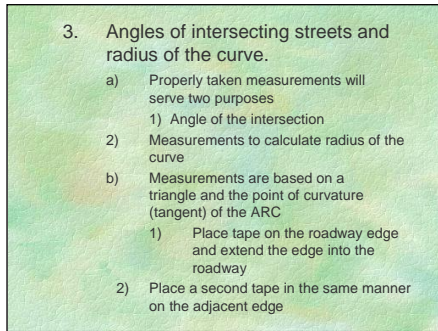 3. Angles of intersecting streets and
radius of the curve.
a) Properly taken measurements will
serve two purposes
1) Angle of the intersection
2) Measurements to calculate radius of the
curve
b) Measurements are based on a
triangle and the point of curvature
(tangent) of the ARC
1) Place tape on the roadway edge
and extend the edge into the
roadway
2) Place a second tape in the same manner
on the adjacent edge